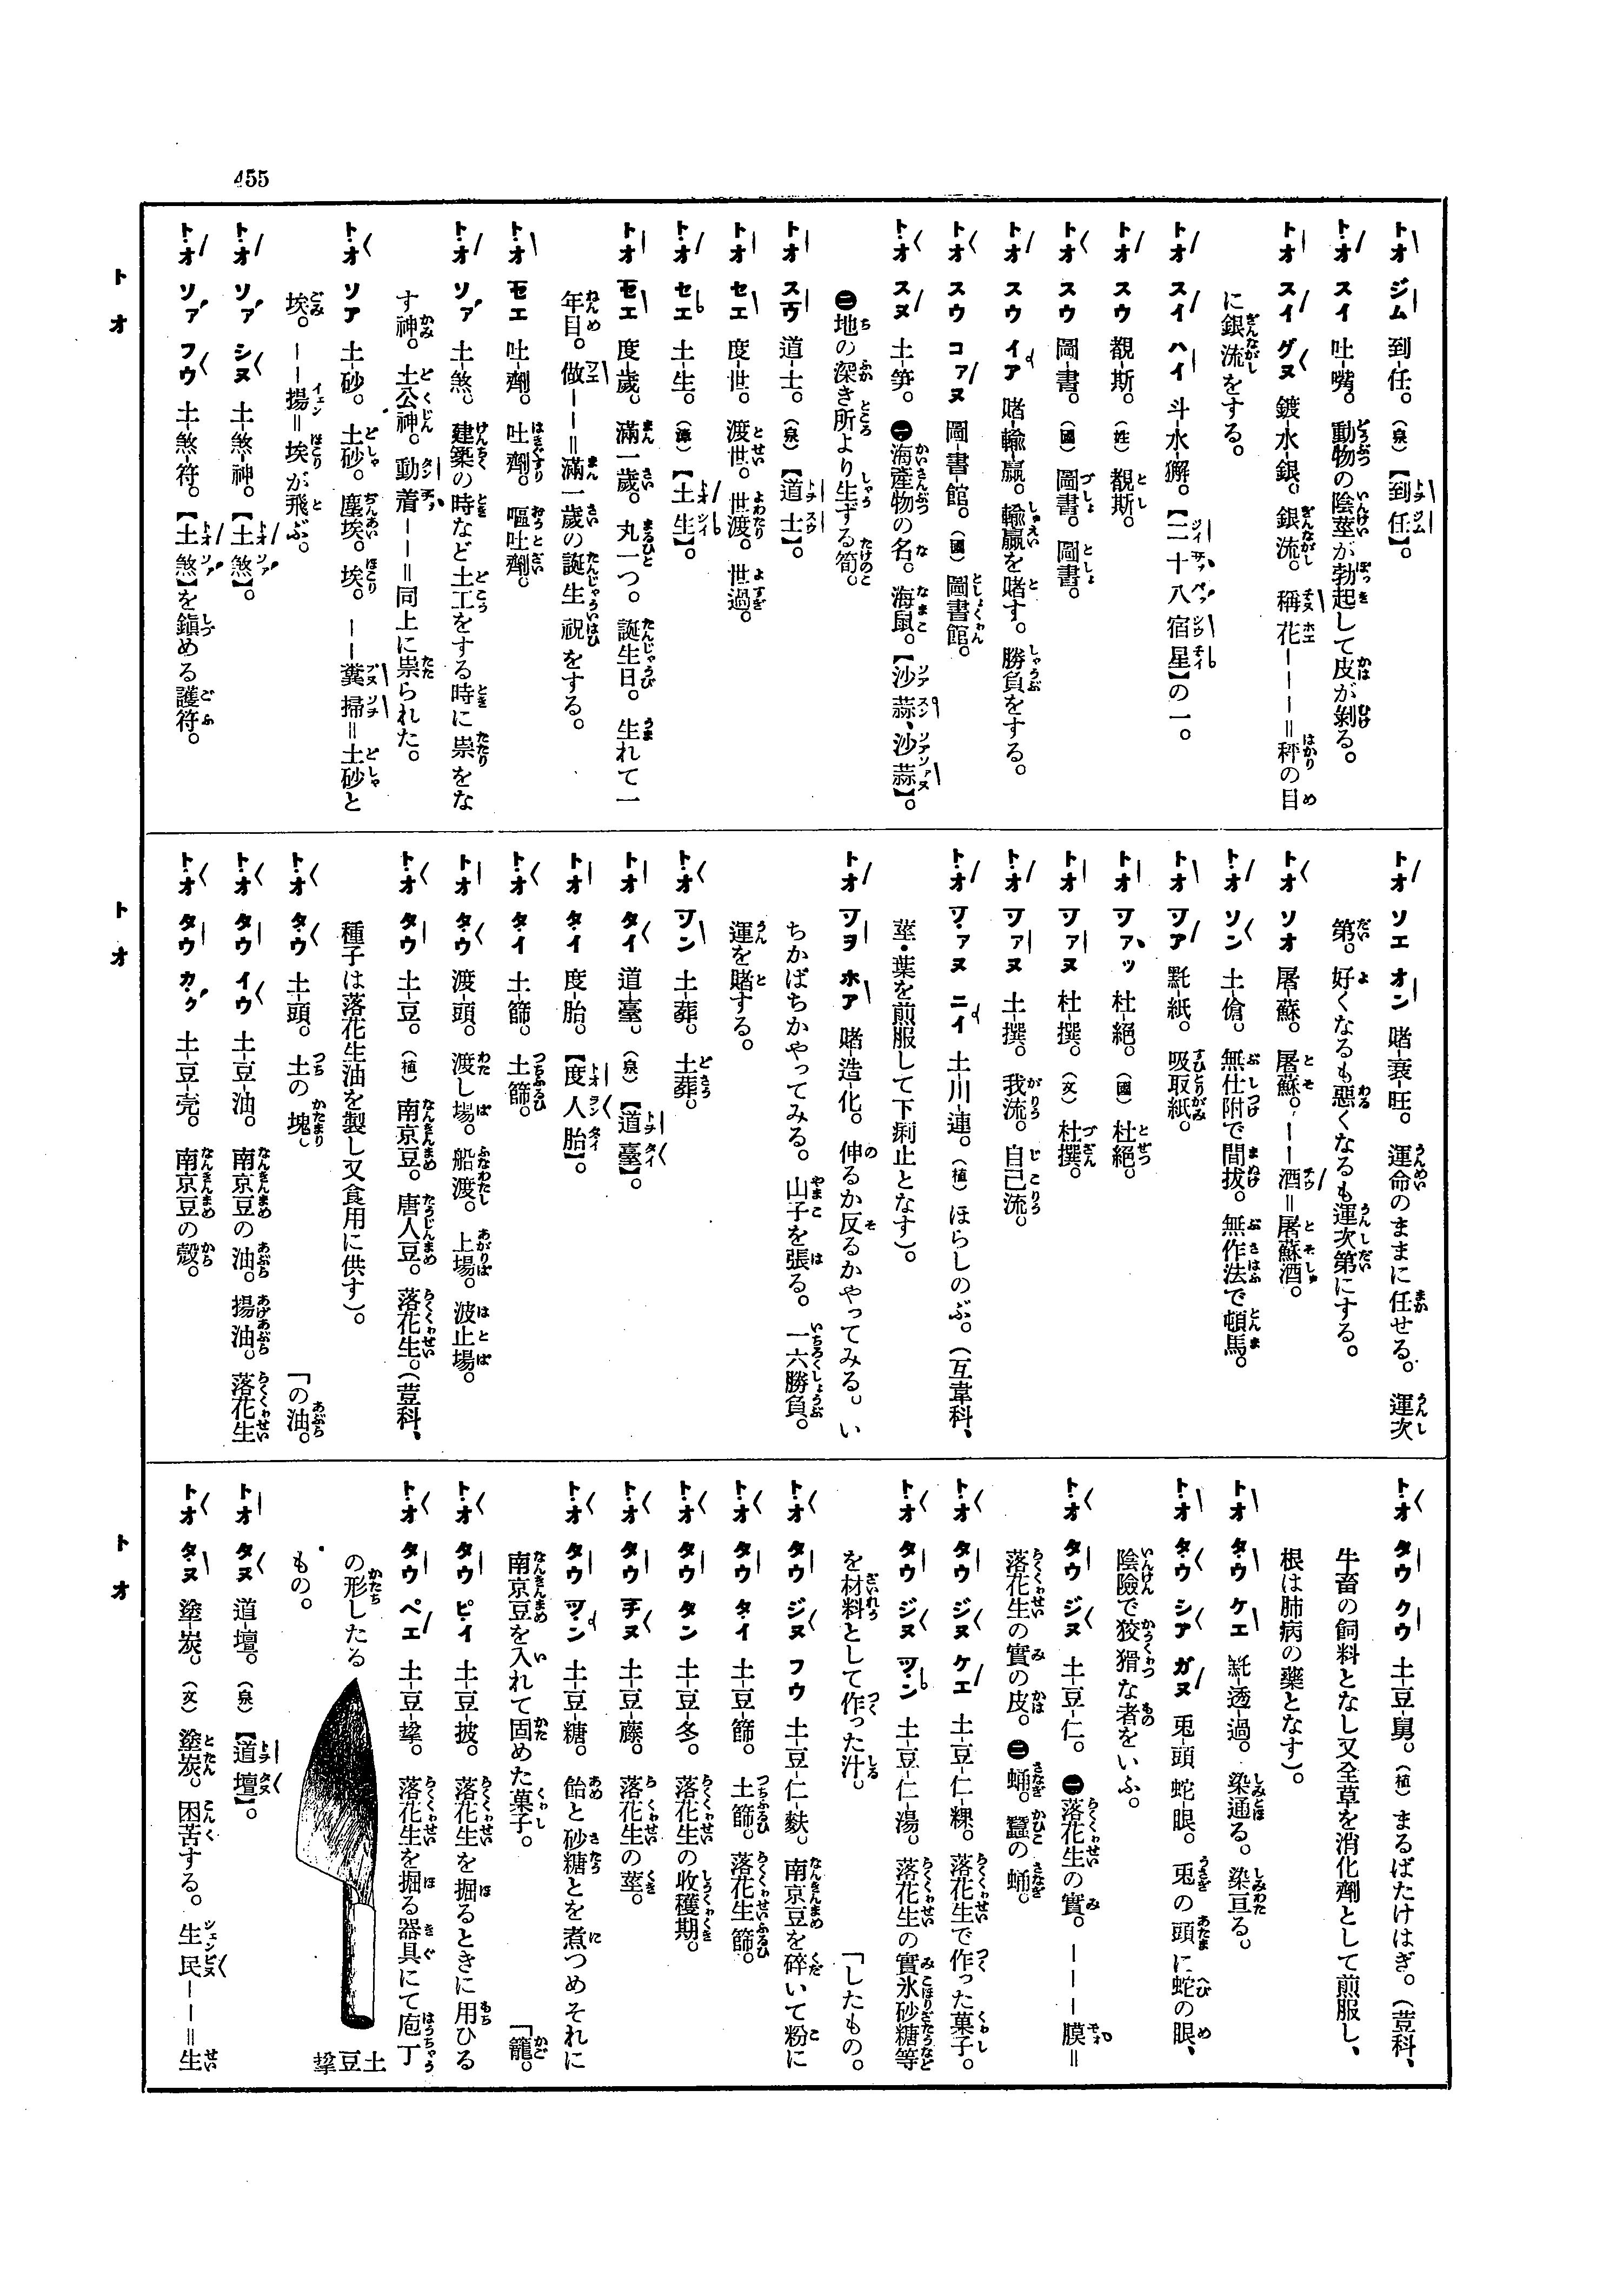 455
ト オ
トオ ジム 到-任。（泉）【到任】。
トオ スイ 吐-嘴。動物の陰莖が勃起して皮が剝る。
トオ スイ グヌ 鍍-水-銀。銀流。稱花———＝秤の目
に銀流をする。
トオ スイ ハイ 斗-水-獬。【二十八宿星】の一。
トオ スウ 覩-斯。（姓）覩斯。
トオ スウ 圖-書。（國）圖書。圖書。
トオ スウ イア 賭-輸-贏。輸贏を賭す。勝負をする。
トオ スウ コァヌ 圖-書-館。（國）圖書館。
トオ スヌ 土-笋。㊀海產物の名。海鼠。【沙蒜、沙蒜】。
㊁地の深き所より生ずる筍。
トオ スウ 道-士。（泉）【道士】。
トオ セエ 度-世。渡世。世渡。世過。
トオ セエ 土-生。（漳）【土生】。
トオ セエ 度-歲。滿一歲。丸一つ。誕生日。生れて一
年目。做——＝滿一歲の誕生祝をする。
トオ セエ 吐-劑。吐劑。嘔吐劑。
トオ ソァ 土-煞。建築の時など土工をする時に祟をな
す神。土公神。動着——＝同上に祟られた。
トオ ソア 土-砂。土砂。塵埃。埃。——糞掃＝土砂と
埃。——揚＝埃が飛ぶ。
トオ ソァ シヌ 土-煞-神。【土煞】。
トオ ソァ フウ 土-煞-符。【土煞】を鎭める護符。
ト オ
トオ ソエ オン 賭-衰-旺。運命のままに任せる。運次
第。好くなるも惡くなるも運次第にする。
トオ ソオ 屠-蘇。屠蘇。——酒＝屠蘇酒。
トオ ソン 土-傖。無仕附で間拔。無作法で頓馬。
トオ ツア 黈-紙。吸取紙。
トオ ツァッ 杜-絕。（國）杜絕。
トオ ツァヌ 杜-撰。（文）杜撰。
トオ ツァヌ 土-撰。我流。自己流。
トオ ツァヌ ニイ 土-川-連。（植）ほらしのぶ。（互葦科、
莖・葉を煎服して下痢止となす）。
トオ ツヲ ホア 賭-造-化。伸るか反るかやってみる。い
ちかばちかやってみる。山子を張る。一六勝負。
運を賭する。
トオ ツン 土-葬。土葬。
トオ タイ 道-臺。（泉）【道臺】。
トオ タイ 度-胎。【度人胎】。
トオ タイ 土-篩。土篩。
トオ タウ 渡-頭。渡し場。船渡。上場。波止場。
トオ タウ 土-豆。（植）南京豆。唐人豆。落花生。（荳科、
種子は落花生油を製し又食用に供す）。
トオ タウ 土-頭。土の塊。
トオ タウ イウ 土-豆-油。南京豆の油。揚油。落花生
「の油。
トオ タウ カク 土-豆-壳。南京豆の殼。
ト オ
トオ タウ クウ 土-豆-舅。（植）まるばたけはぎ。（荳科、
牛畜の飼料となし又全草を消化劑として煎服し、
根は肺病の藥となす）。
トオ タウ ケエ 黈-透-過。染通る。染亘る。
トオ タウ シア ガヌ 兎-頭 蛇-眼。兎の頭に蛇の眼、
陰險で狡猾な者をいふ。
トオ タウ ジヌ 土-豆-仁。㊀落花生の實。———膜＝
落花生の實の皮。㊁蛹。蠶の蛹。
トオ タウ ジヌ ケエ 土-豆-仁-粿。落花生で作った菓子。
トオ タウ ジヌ ツン 土-豆-仁-湯。落花生の實氷砂糖等
を材料として作った汁。
トオ タウ ジヌ フウ 土-豆-仁-麩。南京豆を碎いて粉に
「したもの。
トオ タウ タイ 土-豆-篩。土篩。落花生篩。
トオ タウ タン 土-豆-冬。落花生の收穫期。
トオ タウ チヌ 土-豆-藤。落花生の莖。
トオ タウ ツン 土-豆-糖。飴と砂糖とを煮つめそれに
南京豆を入れて固めた菓子。
トオ タウ ピイ 土-豆-披。落花生を掘るときに用ひる
「籠。
トオ タウ ペエ 土-豆-𢲸。落花生を掘る器具にて庖丁
の形したる
もの。
土豆
トオ タヌ 道-壇。（泉）【道壇】。
トオ タヌ 塗-炭。（文）塗炭。困苦する。生民——＝生